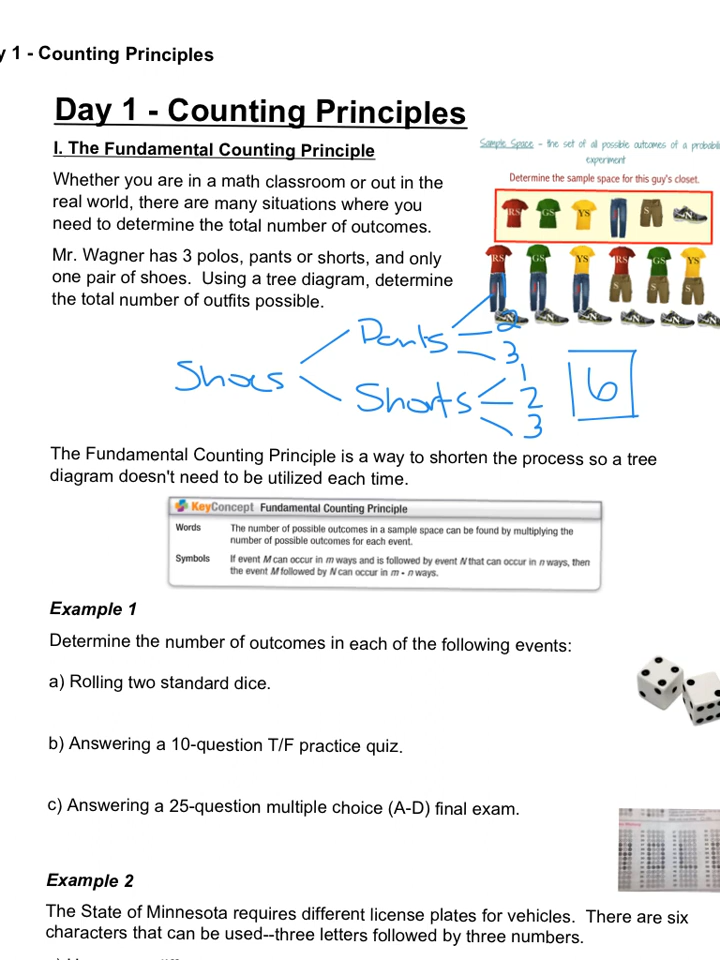 y 1 - Counting Principles
Day 1 - Counting Principles
I. The Fundamental Counting Principle
Whether you are in a math classroom or out in the
real world, there are many situations where you
need to determine the total number of outcomes.
Mr. Wagner has 3 polos, pants or shorts, and only
one pair of shoes. Using a tree diagram, determine
the total number of outfits possible.
Sample Space - the set of all possible outcomes of a probabili
experiment
Determine the sample space for this guy's closet.
RS GS YS S N
RS GS YS RS GS YS
S S S
N N N N N N
Pants 2
3
Shoes
Shorts 1
2
3
6
The Fundamental Counting Principle is a way to shorten the process so a tree
diagram doesn't need to be utilized each time.
KeyConcept Fundamental Counting Principle
Words The number of possible outcomes in a sample space can be found by multiplying the
number of possible outcomes for each event.
Symbols If event M can occur in m ways and is followed by event N that can occur in n ways, then
the event M followed by N can occur in m • n ways.
Example 1
Determine the number of outcomes in each of the following events:
a) Rolling two standard dice.
b) Answering a 10-question T/F practice quiz.
c) Answering a 25-question multiple choice (A-D) final exam.
Example 2
The State of Minnesota requires different license plates for vehicles. There are six
characters that can be used--three letters followed by three numbers.